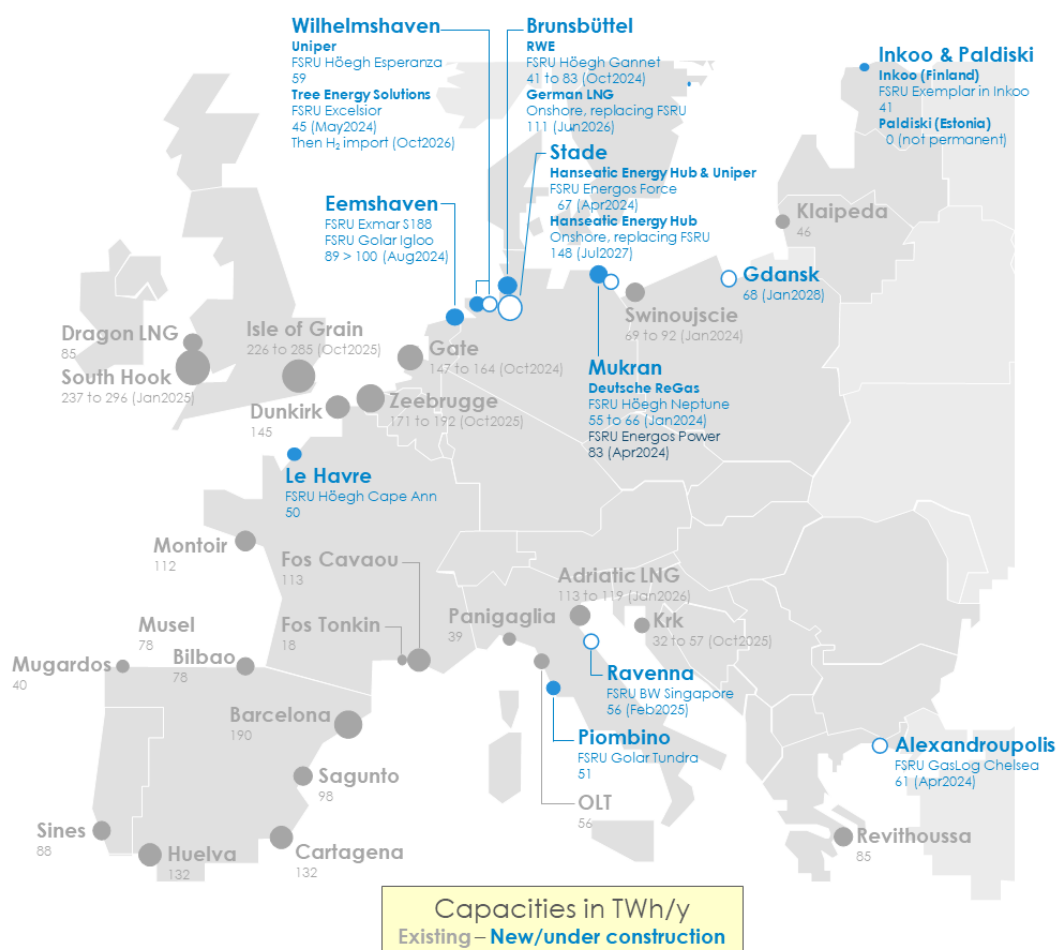 Wilhelmshaven
Uniper
FSRU Höegh Esperanza
59
Tree Energy Solutions
FSRU Excelsior
45 (May2024)
Then H₂ import (Oct2026)
Brunsbüttel
RWE
FSRU Höegh Gannet
41 to 83 (Oct2024)
German LNG
Onshore, replacing FSRU
111 (Jun2026)
Inkoo & Paldiski
Inkoo (Finland)
FSRU Exemplar in Inkoo
41
Paldiski (Estonia)
0 (not permanent)
Stade
Hanseatic Energy Hub & Uniper
FSRU Energos Force
67 (Apr2024)
Hanseatic Energy Hub
Onshore, replacing FSRU
148 (Jul2027)
Eemshaven
FSRU Exmar S188
FSRU Golar Igloo
89 > 100 (Aug2024)
Klaipeda
46
Gdansk
68 (Jan2028)
Swinoujscie
69 to 92 (Jan2024)
Dragon LNG
85
South Hook
237 to 296 (Jan2025)
Isle of Grain
226 to 285 (Oct2025)
Gate
147 to 164 (Oct2024)
Mukran
Deutsche ReGas
FSRU Höegh Neptune
55 to 66 (Jan2024)
FSRU Energos Power
83 (Apr2024)
Dunkirk
145
Zeebrugge
171 to 192 (Oct2025)
Le Havre
FSRU Höegh Cape Ann
50
Montoir
112
Fos Cavaou
113
Adriatic LNG
113 to 119 (Jan2026)
Panigaglia
39
Krk
32 to 57 (Oct2025)
Musel
78
Fos Tonkin
18
Bilbao
78
Mugardos
40
Ravenna
FSRU BW Singapore
56 (Feb2025)
Barcelona
190
Piombino
FSRU Golar Tundra
51
Alexandroupolis
FSRU GasLog Chelsea
61 (Apr2024)
Sagunto
98
OLT
56
Sines
88
Huelva
132
Cartagena
132
Revithoussa
85
Capacities in TWh/y
Existing – New/under construction